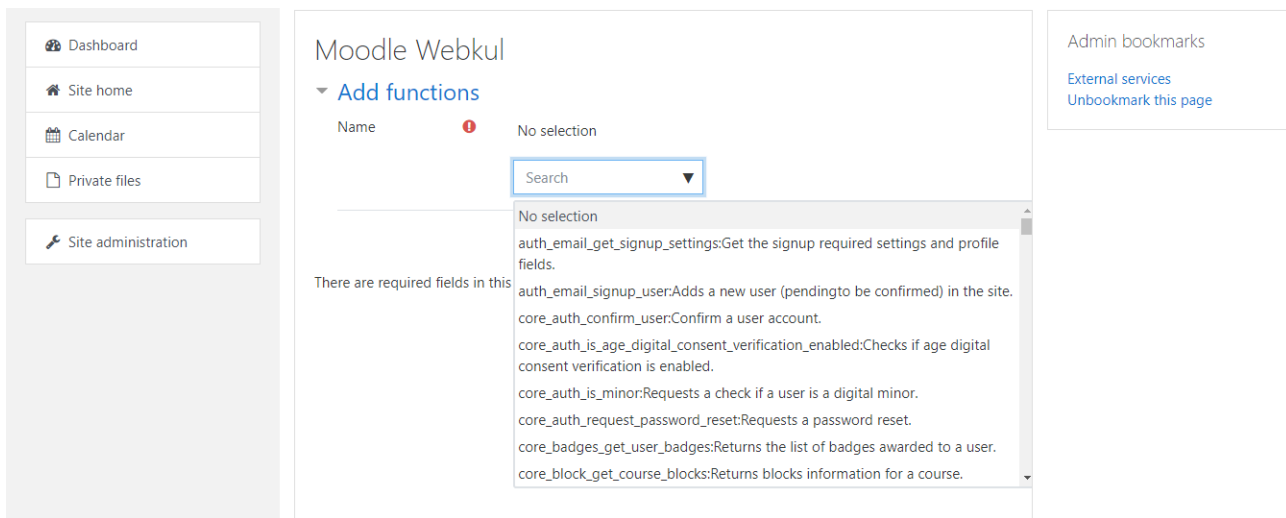 Dashboard
Site home
Calendar
Private files
Site administration
Moodle Webkul
Add functions
Name
No selection
Search
No selection
auth_email_get_signup_settings:Get the signup required settings and profile
fields.
auth_email_signup_user:Adds a new user (pendingto be confirmed) in the site.
core_auth_confirm_user:Confirm a user account.
core_auth_is_age_digital_consent_verification_enabled:Checks if age digital
consent verification is enabled.
core_auth_is_minor:Requests a check if a user is a digital minor.
core_auth_request_password_reset:Requests a password reset.
core_badges_get_user_badges:Returns the list of badges awarded to a user.
core_block_get_course_blocks:Returns blocks information for a course.
There are required fields in this
Admin bookmarks
External services
Unbookmark this page